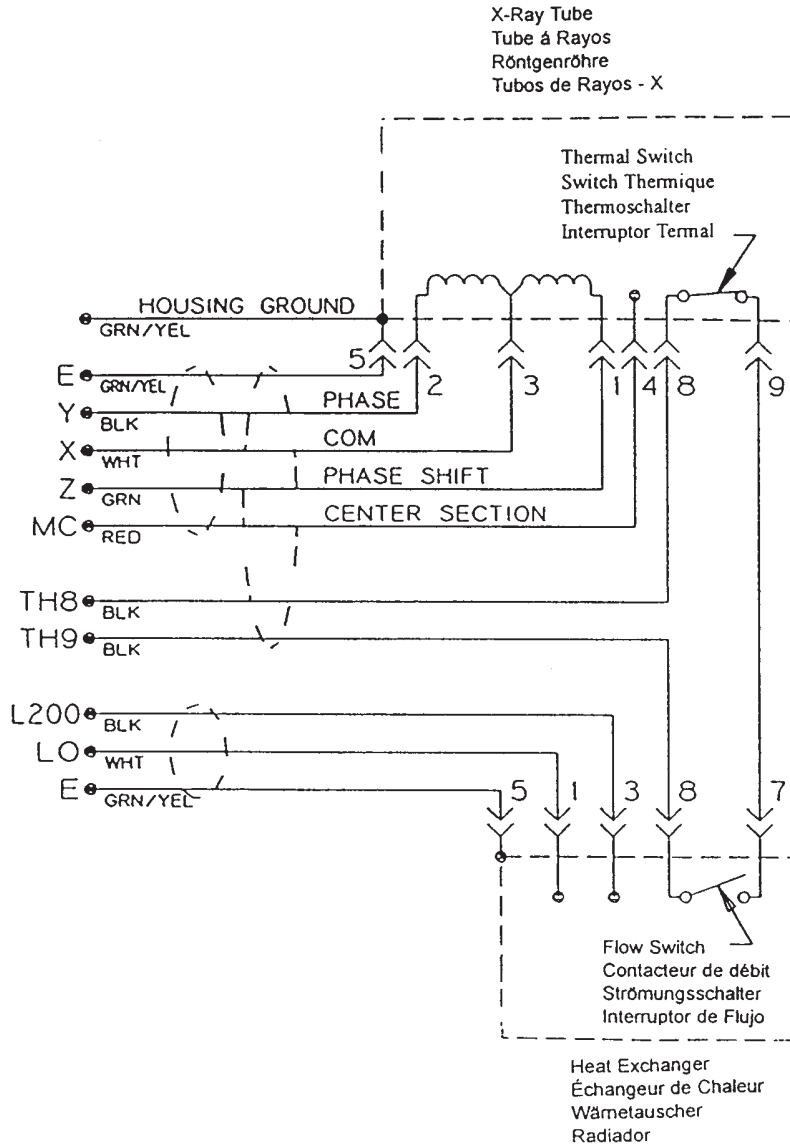 X-Ray Tube
Tube á Rayos
Röntgenröhre
Tubos de Rayos - X
Thermal Switch
Switch Thermique
Thermoschalter
Interruptor Termal
HOUSING GROUND
GRN/YEL
5 2 3 1 4 8 9
E GRN/YEL
Y BLK PHASE
X WHT COM
Z GRN PHASE SHIFT
MC RED CENTER SECTION
TH8 BLK
TH9 BLK
L200 BLK
LO WHT
E GRN/YEL
5 1 3 8 7
Flow Switch
Contacteur de débit
Strömungsschalter
Interruptor de Flujo
Heat Exchanger
Échangeur de Chaleur
Wärnetauscher
Radiador